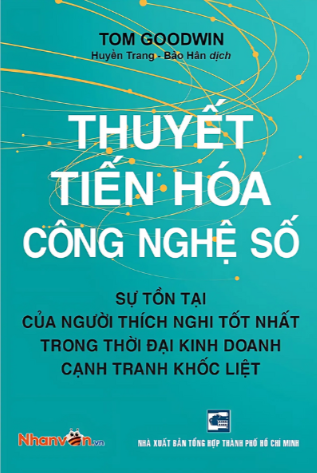 TOM GOODWIN
Huyền Trang - Bảo Hân dịch
THUYẾT
TIẾN HÓA
CÔNG NGHỆ SỐ
SỰ TỒN TẠI
CỦA NGƯỜI THÍCH NGHI TỐT NHẤT
TRONG THỜI ĐẠI KINH DOANH
CẠNH TRANH KHỐC LIỆT
Nhanvăn.vn
NHÀ XUẤT BẢN TỔNG HỢP THÀNH PHỐ HỒ CHÍ MINH